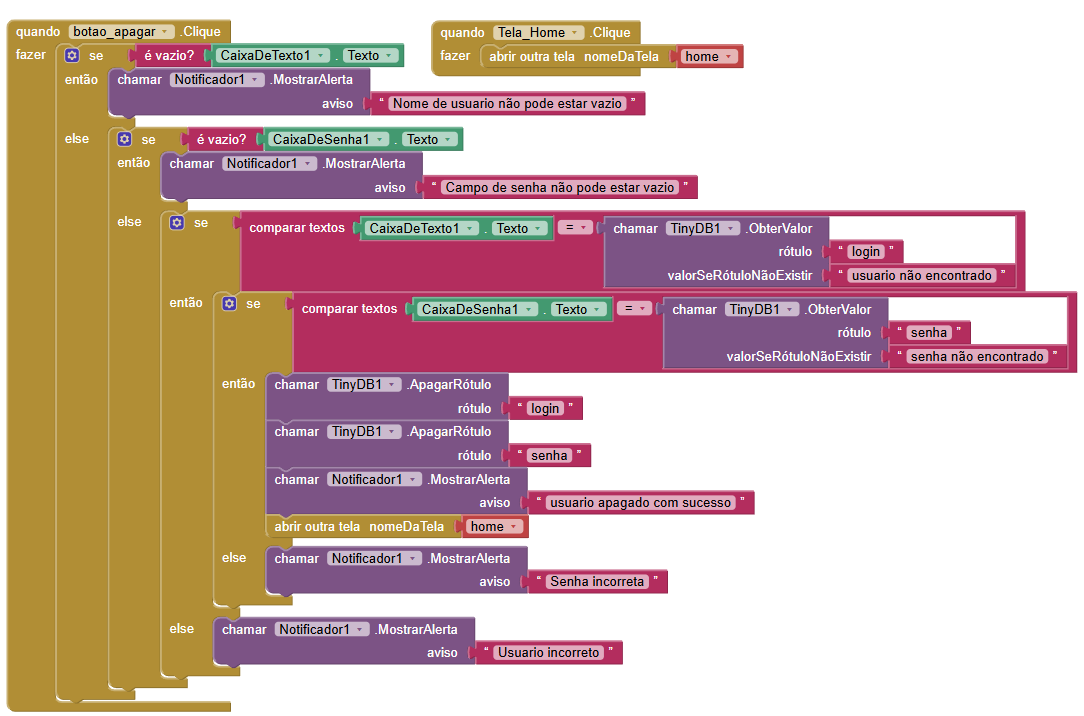 quando botao_apagar .Clique
fazer se é vazio? CaixaDeTexto1 . Texto
então chamar Notificador1 .MostrarAlerta
aviso " Nome de usuario não pode estar vazio "
else se é vazio? CaixaDeSenha1 . Texto
então chamar Notificador1 .MostrarAlerta
aviso " Campo de senha não pode estar vazio "
else se comparar textos CaixaDeTexto1 . Texto = chamar TinyDB1 .ObterValor
rótulo " login "
valorSeRótuloNãoExistir " usuario não encontrado "
então se comparar textos CaixaDeSenha1 . Texto = chamar TinyDB1 .ObterValor
rótulo " senha "
valorSeRótuloNãoExistir " senha não encontrado "
então chamar TinyDB1 .ApagarRótulo
rótulo " login "
chamar TinyDB1 .ApagarRótulo
rótulo " senha "
chamar Notificador1 .MostrarAlerta
aviso " usuario apagado com sucesso "
abrir outra tela nomeDaTela home
else chamar Notificador1 .MostrarAlerta
aviso " Senha incorreta "
else chamar Notificador1 .MostrarAlerta
aviso " Usuario incorreto "
quando Tela_Home .Clique
fazer abrir outra tela nomeDaTela home